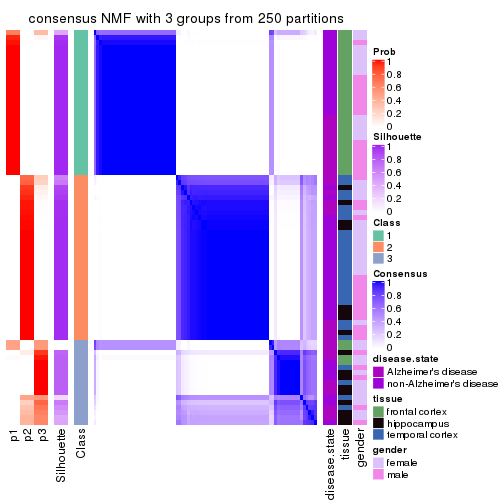 consensus NMF with 3 groups from 250 partitions
Prob
1
0.8
0.6
0.4
0.2
0
Silhouette
1
0.8
0.6
0.4
0.2
0
Class
1
2
3
Consensus
1
0.8
0.6
0.4
0.2
0
disease.state
Alzheimer's disease
non-Alzheimer's disease
tissue
frontal cortex
hippocampus
temporal cortex
gender
female
male
p1
p2
p3
Silhouette
Class
disease.state
tissue
gender